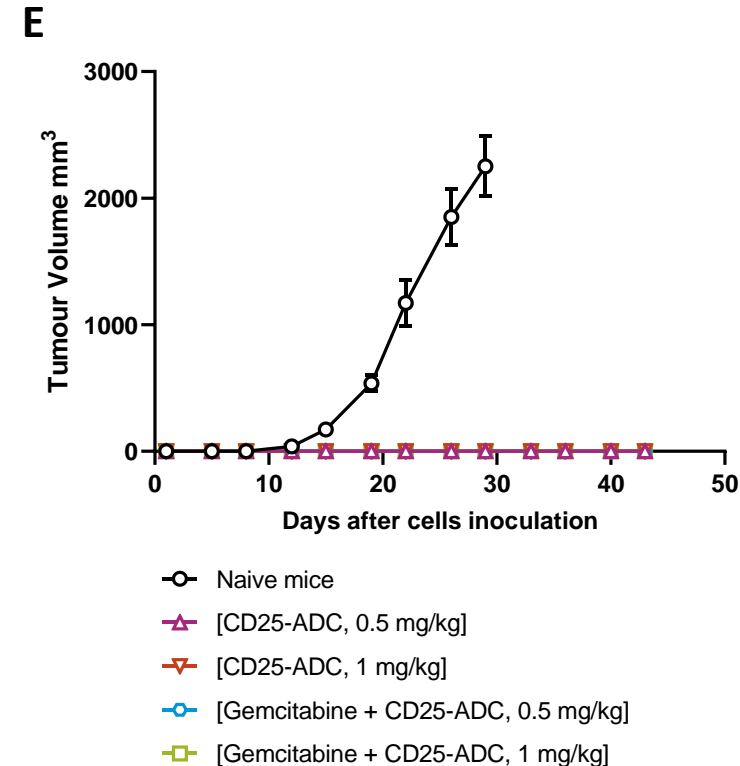 E
3000
2000
1000
0
Tumour Volume mm³
0 10 20 30 40 50
Days after cells inoculation
Naive mice
[CD25-ADC, 0.5 mg/kg]
[CD25-ADC, 1 mg/kg]
[Gemcitabine + CD25-ADC, 0.5 mg/kg]
[Gemcitabine + CD25-ADC, 1 mg/kg]